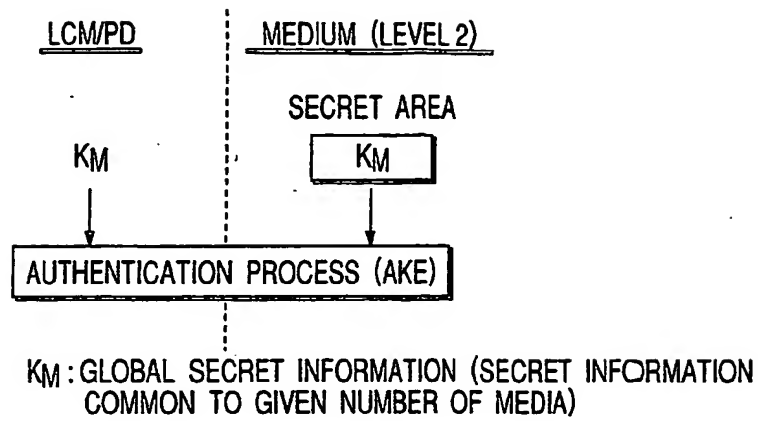 LCM/PD
MEDIUM (LEVEL 2)
SECRET AREA
KM
KM
AUTHENTICATION PROCESS (AKE)
KM : GLOBAL SECRET INFORMATION (SECRET INFORMATION
COMMON TO GIVEN NUMBER OF MEDIA)